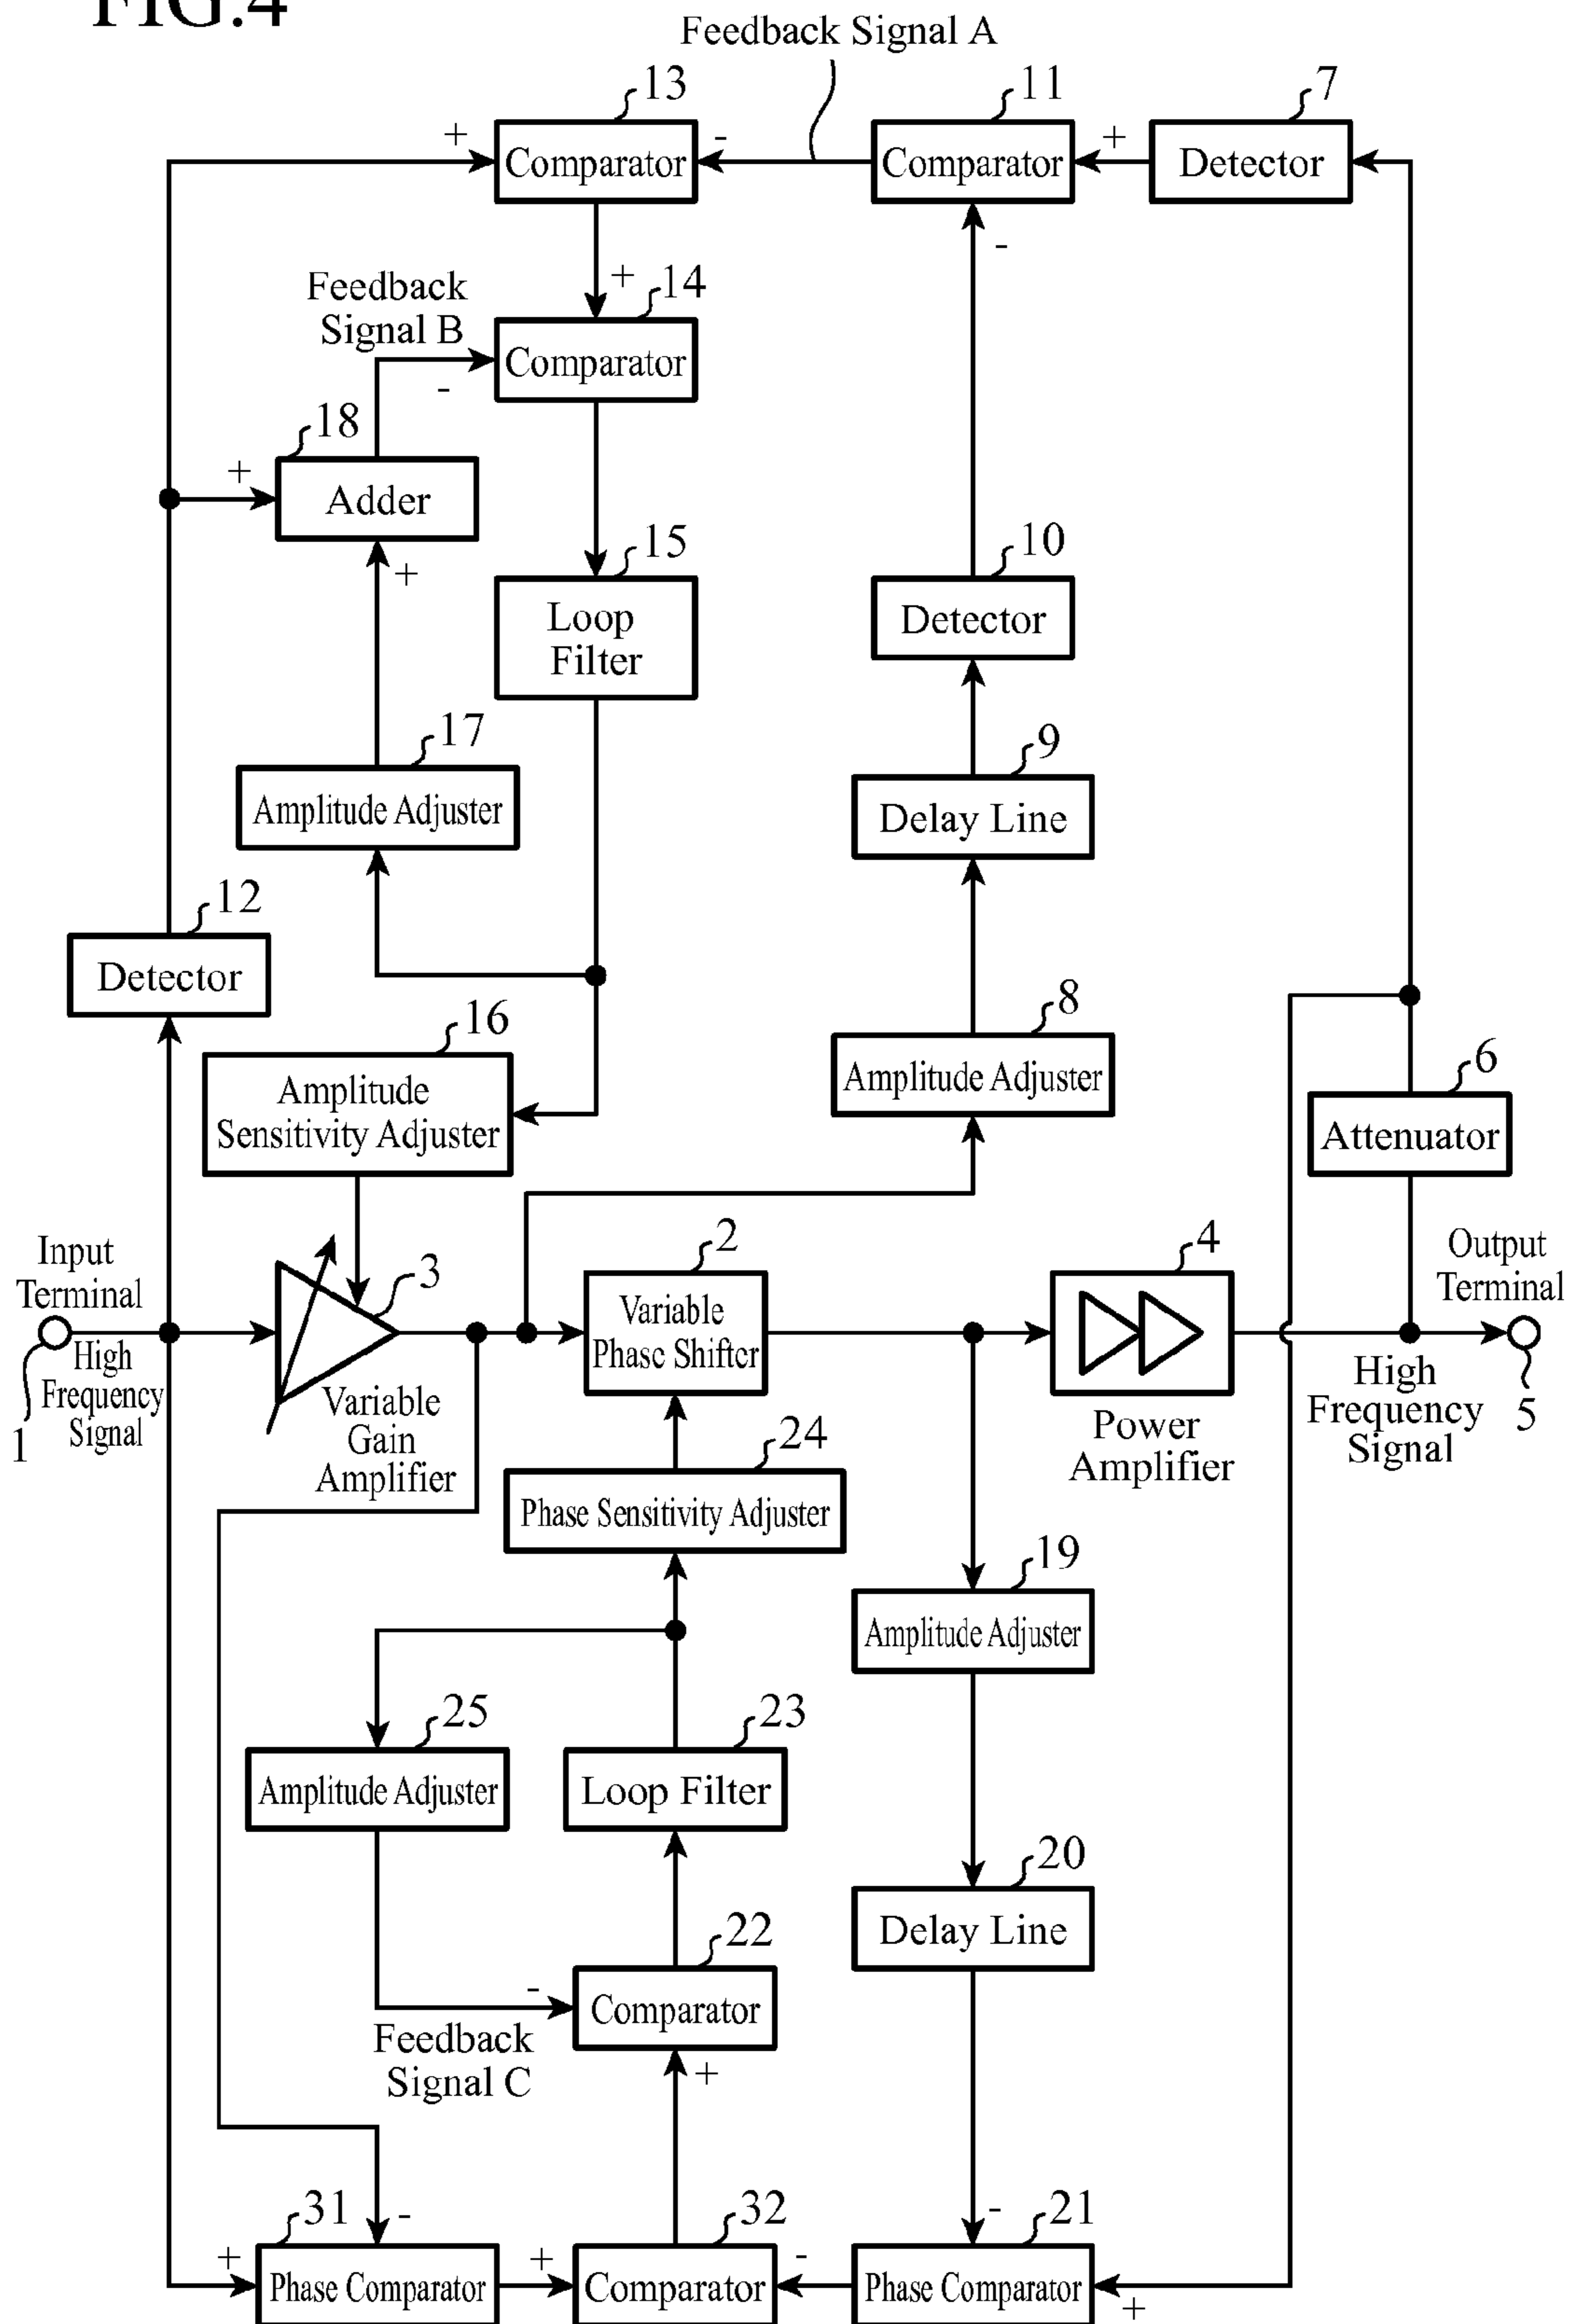 FIG.4
Feedback Signal A
13
11
7
+
Comparator
-
Comparator
+
Detector
-
+
14
Feedback
Signal B
Comparator
-
18
+
Adder
+
15
Loop
Filter
10
Detector
17
Amplitude Adjuster
9
Delay Line
12
Detector
16
Amplitude
Sensitivity Adjuster
8
Amplitude Adjuster
6
Attenuator
Input
Terminal
High
Frequency
Signal
1
3
Variable
Gain
Amplifier
2
Variable
Phase Shifter
4
Power
Amplifier
Output
Terminal
High
Frequency
Signal
5
24
Phase Sensitivity Adjuster
19
Amplitude Adjuster
25
Amplitude Adjuster
23
Loop Filter
20
Delay Line
22
-
Comparator
Feedback
Signal C
+
31
-
32
-
21
+
Phase Comparator
+
Comparator
-
Phase Comparator
+